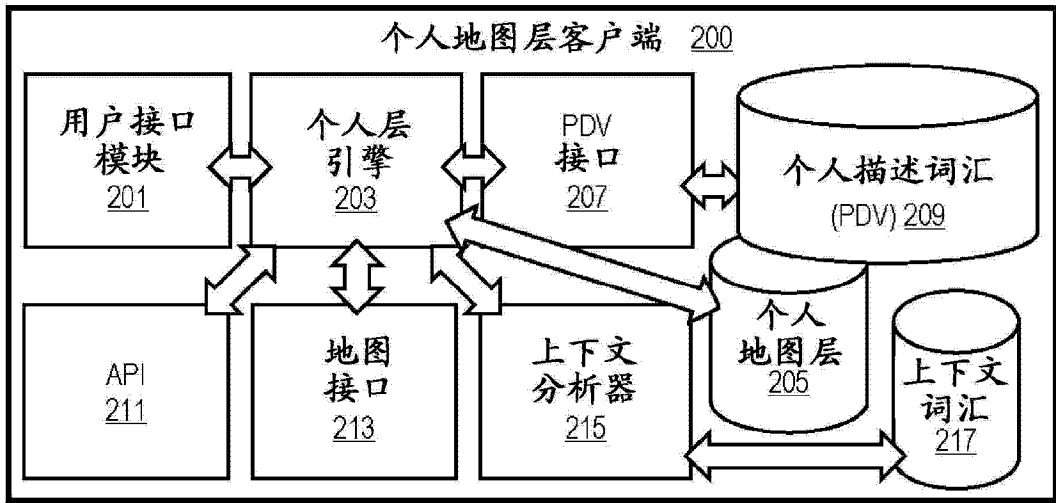 个人地图层客户端 200
用户接口
模块
201
个人层
引擎
203
PDV
接口
207
个人描述词汇
(PDV) 209
API
211
地图
接口
213
上下文
分析器
215
个人
地图层
205
上下文
词汇
217